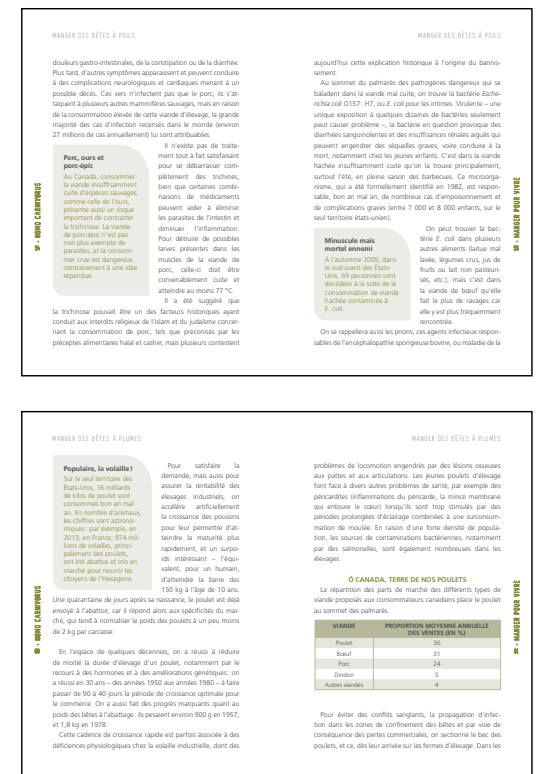 MANGER DES BÊTES À POILS
douleurs gastro-intestinales, de la constipation ou de la diarrhée.
Plus tard, d'autres symptômes apparaissent et peuvent conduire
à des complications neurologiques et cardiaques menant à un
possible décès. Ces vers n'infectent pas que le porc, ils s'at-
taquent à plusieurs autres mammifères sauvages, mais en raison
de la consommation élevée de cette viande d'élevage, la grande
majorité des cas d'infection recensés dans le monde (environ
27 millions de cas annuellement) lui sont attribuables.
Porc, ours et
porc-épic
Au Canada, consommer
la viande insuffisamment
cuite d'espèces sauvages,
comme celle de l'ours,
présente aussi un risque
important de contracter
la trichinose. La viande
de porc-épic n'est pas
non plus exempte de
parasites, et la consom-
mer crue est dangereux,
contrairement à une idée
répandue.
Il n'existe pas de traite-
ment tout à fait satisfaisant
pour se débarrasser com-
plètement des trichines,
bien que certaines combi-
naisons de médicaments
peuvent aider à éliminer
les parasites de l'intestin et
diminuer l'inflammation.
Pour détruire de possibles
larves présentes dans les
muscles de la viande de
porc, celle-ci doit être
convenablement cuite et
atteindre au moins 77 °C.
Il a été suggéré que
la trichinose pouvait être un des facteurs historiques ayant
conduit aux interdits religieux de l'islam et du judaïsme concer-
nant la consommation de porc, tels que préconisés par les
préceptes alimentaires halal et casher, mais plusieurs contestent
HOMO CARNIVORUS
MANGER DES BÊTES À POILS
aujourd'hui cette explication historique à l'origine du bannis-
sement.
Au sommet du palmarès des pathogènes dangereux qui se
baladent dans la viande mal cuite, on trouve la bactérie Esche-
richia coli O157 : H7, ou E. coli pour les intimes. Virulente – une
unique exposition à quelques dizaines de bactéries seulement
peut causer problème –, la bactérie en question provoque des
diarrhées sanguinolentes et des insuffisances rénales aiguës qui
peuvent engendrer des séquelles graves, voire conduire à la
mort, notamment chez les jeunes enfants. C'est dans la viande
hachée insuffisamment cuite qu'on la trouve principalement,
surtout l'été, en pleine saison des barbecues. Ce microorga-
nisme, qui a été formellement identifié en 1982, est respon-
sable, bon an mal an, de nombreux cas d'empoisonnement et
de complications graves (entre 7 000 et 8 000 enfants, sur le
seul territoire états-unien).
Minuscule mais
mortel ennemi
À l'automne 2005, dans
le sud-ouest des États-
Unis, 69 personnes sont
décédées à la suite de la
consommation de viande
hachée contaminée à
E. coli.
On peut trouver la bac-
térie E. coli dans plusieurs
autres aliments (laitue mal
lavée, légumes crus, jus de
fruits ou lait non pasteuri-
sés, etc.), mais c'est dans
la viande de bœuf qu'elle
fait le plus de ravages car
elle y est plus fréquemment
rencontrée.
On se rappellera aussi les prions, ces agents infectieux respon-
sables de l'encéphalopathie spongieuse bovine, ou maladie de la
MANGER POUR VIVRE
MANGER DES BÊTES À PLUMES
Populaire, la volaille !
Sur le seul territoire des
États-Unis, 16 milliards
de kilos de poulet sont
consommés bon an mal
an. En nombre d'animaux,
les chiffres sont astrono-
miques : par exemple, en
2013, en France, 974 mil-
lions de volailles, princi-
palement des poulets,
ont été abattus et mis en
marché pour nourrir les
citoyens de l'Hexagone.
Pour satisfaire la
demande, mais aussi pour
assurer la rentabilité des
élevages industriels, on
accélère artificiellement
la croissance des poussins
pour leur permettre d'at-
teindre la maturité plus
rapidement, et un surpo-
ids intéressant – l'équi-
valent, pour un humain,
d'atteindre la barre des
150 kg à l'âge de 10 ans.
Une quarantaine de jours après sa naissance, le poulet est déjà
envoyé à l'abattoir, car il répond alors aux spécificités du mar-
ché, qui tend à normaliser le poids des poulets à un peu moins
de 2 kg par carcasse.
En l'espace de quelques décennies, on a réussi à réduire
de moitié la durée d'élevage d'un poulet, notamment par le
recours à des hormones et à des améliorations génétiques : on
a réussi en 30 ans – des années 1950 aux années 1980 – à faire
passer de 90 à 40 jours la période de croissance optimale pour
le commerce. On a aussi fait des progrès marquants quant au
poids des bêtes à l'abattage : ils pesaient environ 900 g en 1957,
et 1,8 kg en 1978.
Cette cadence de croissance rapide est parfois associée à des
déficiences physiologiques chez la volaille industrielle, dont des
HOMO CARNIVORUS
MANGER DES BÊTES À PLUMES
problèmes de locomotion engendrés par des lésions osseuses
aux pattes et aux articulations. Les jeunes poulets d'élevage
font face à divers autres problèmes de santé, par exemple des
péricardites (inflammations du péricarde, la mince membrane
qui entoure le cœur) lorsqu'ils sont trop stimulés par des
périodes prolongées d'éclairage combinées à une surconsom-
mation de moulée. En raison d'une forte densité de popula-
tion, les sources de contaminations bactériennes, notamment
par des salmonelles, sont également nombreuses dans les
élevages.
Ô CANADA, TERRE DE NOS POULETS
La répartition des parts de marché des différents types de
viande proposés aux consommateurs canadiens place le poulet
au sommet des palmarès.
VIANDE PROPORTION MOYENNE ANNUELLE
DES VENTES (EN %)
Poulet 36
Bœuf 31
Porc 24
Dindon 5
Autres viandes 4
Pour éviter des conflits sanglants, la propagation d'infec-
tion dans les zones de confinement des bêtes et par voie de
conséquence des pertes commerciales, on sectionne le bec des
poulets, et ce, dès leur arrivée sur les fermes d'élevage. Dans les
MANGER POUR VIVRE